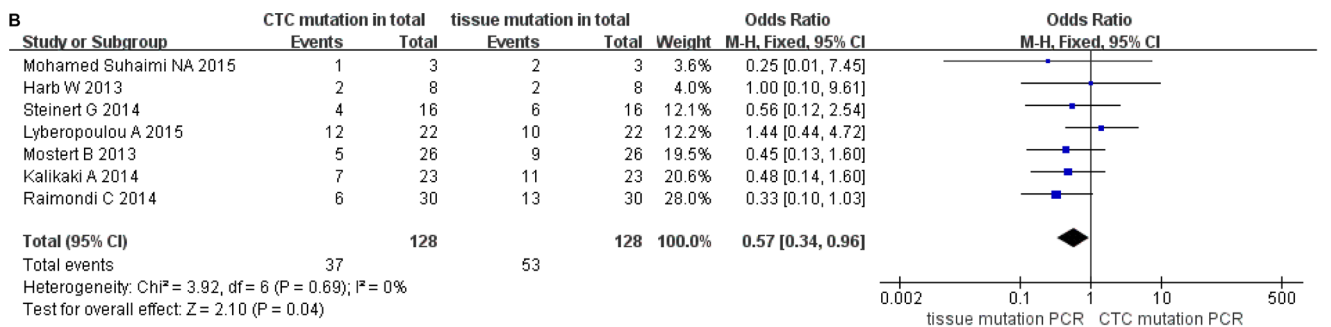 B CTC mutation in total tissue mutation in total Odds Ratio Odds Ratio
Study or Subgroup Events Total Events Total Weight M-H, Fixed, 95% CI M-H, Fixed, 95% CI
Mohamed Suhaimi NA 2015 1 3 2 3 3.6% 0.25 [0.01, 7.45]
Harb W 2013 2 8 2 8 4.0% 1.00 [0.10, 9.61]
Steinert G 2014 4 16 6 16 12.1% 0.56 [0.12, 2.54]
Lyberopoulou A 2015 12 22 10 22 12.2% 1.44 [0.44, 4.72]
Mostert B 2013 5 26 9 26 19.5% 0.45 [0.13, 1.60]
Kalikaki A 2014 7 23 11 23 20.6% 0.48 [0.14, 1.60]
Raimondi C 2014 6 30 13 30 28.0% 0.33 [0.10, 1.03]
Total (95% CI) 128 128 100.0% 0.57 [0.34, 0.96]
Total events 37 53
Heterogeneity: Chi² = 3.92, df = 6 (P = 0.69); I² = 0%
Test for overall effect: Z = 2.10 (P = 0.04)
0.002 0.1 1 10 500
tissue mutation PCR CTC mutation PCR